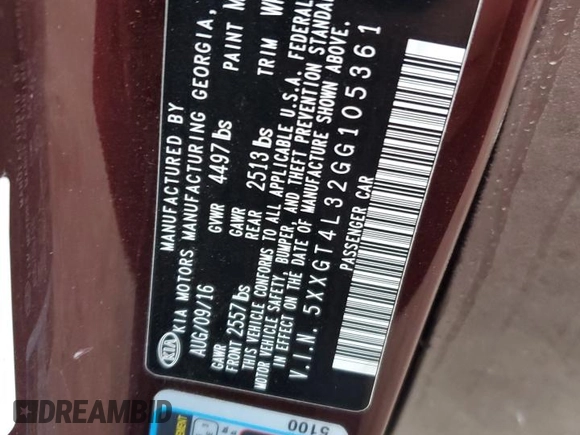 MANUFACTURED BY
KIA MOTORS MANUFACTURING GEORGIA,
AUG/09/16 GVWR 4497 lbs PAINT
GAWR FRONT 2557 lbs GAWR REAR 2513 lbs TRIM
THIS VEHICLE CONFORMS TO ALL APPLICABLE U.S.A. FEDERAL
MOTOR VEHICLE SAFETY, BUMPER, AND THEFT PREVENTION STANDARD
IN EFFECT ON THE DATE OF MANUFACTURE SHOWN ABOVE.
V.I.N. 5XXGT4L32GG105361
PASSENGER CAR
KIA
5100
DREAMBID